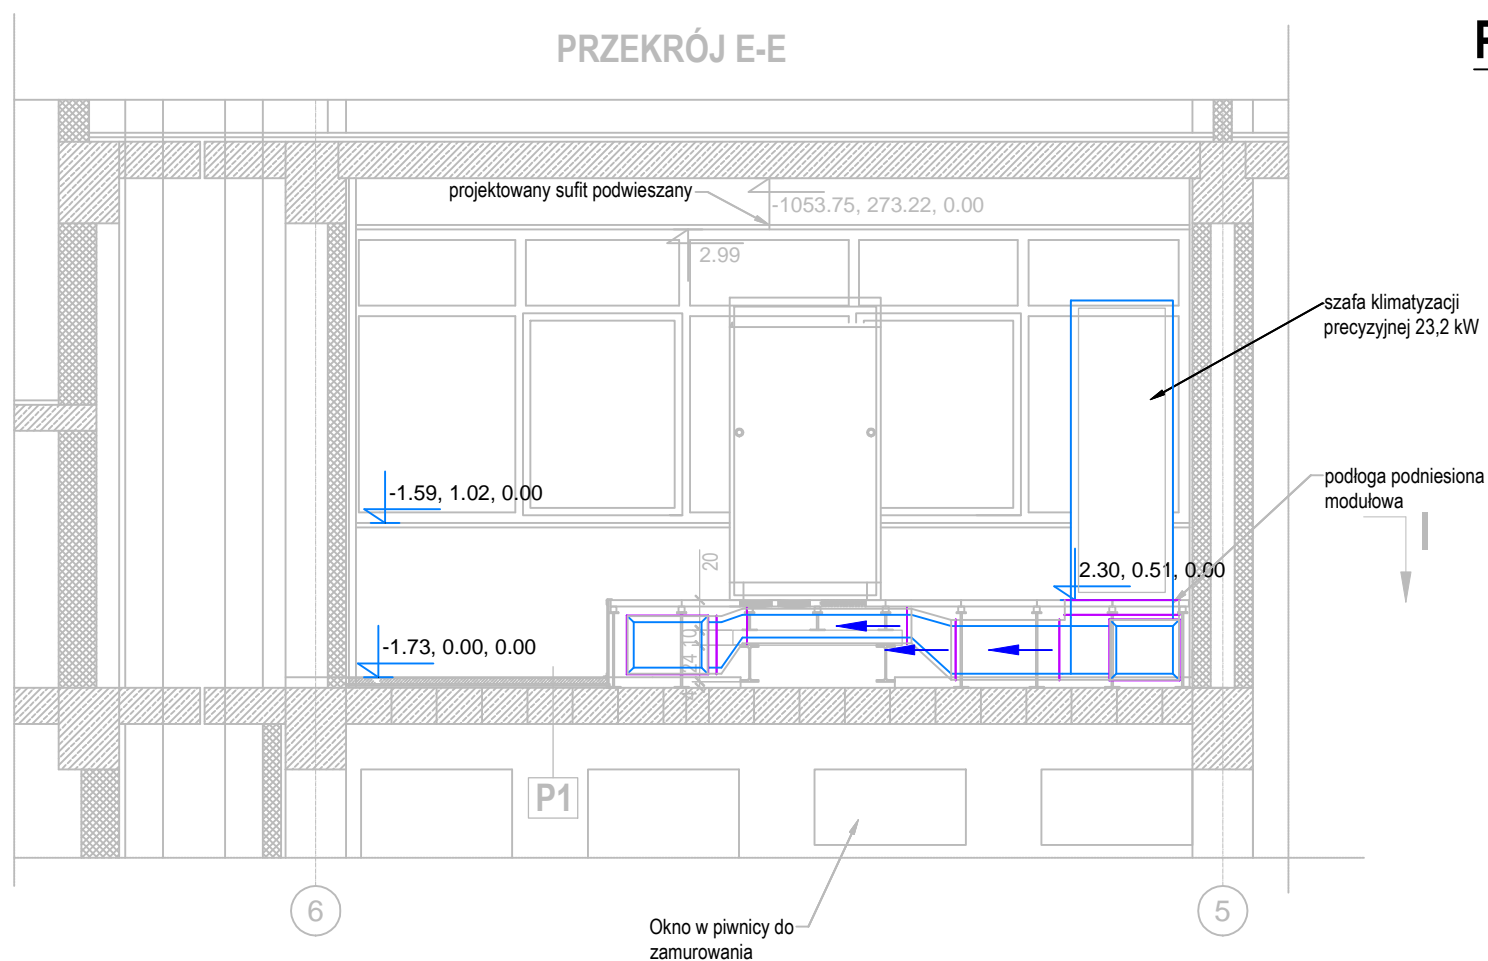 PRZEKRÓJ E-E
P
projektowany sufit podwieszany
-1053.75, 273.22, 0.00
2.99
szafa klimatyzacji
precyzyjnej 23,2 kW
-1.59, 1.02, 0.00
podłoga podniesiona
modułowa
20
2.30, 0.51, 0.00
10
24
-1.73, 0.00, 0.00
P1
6
5
Okno w piwnicy do
zamurowania